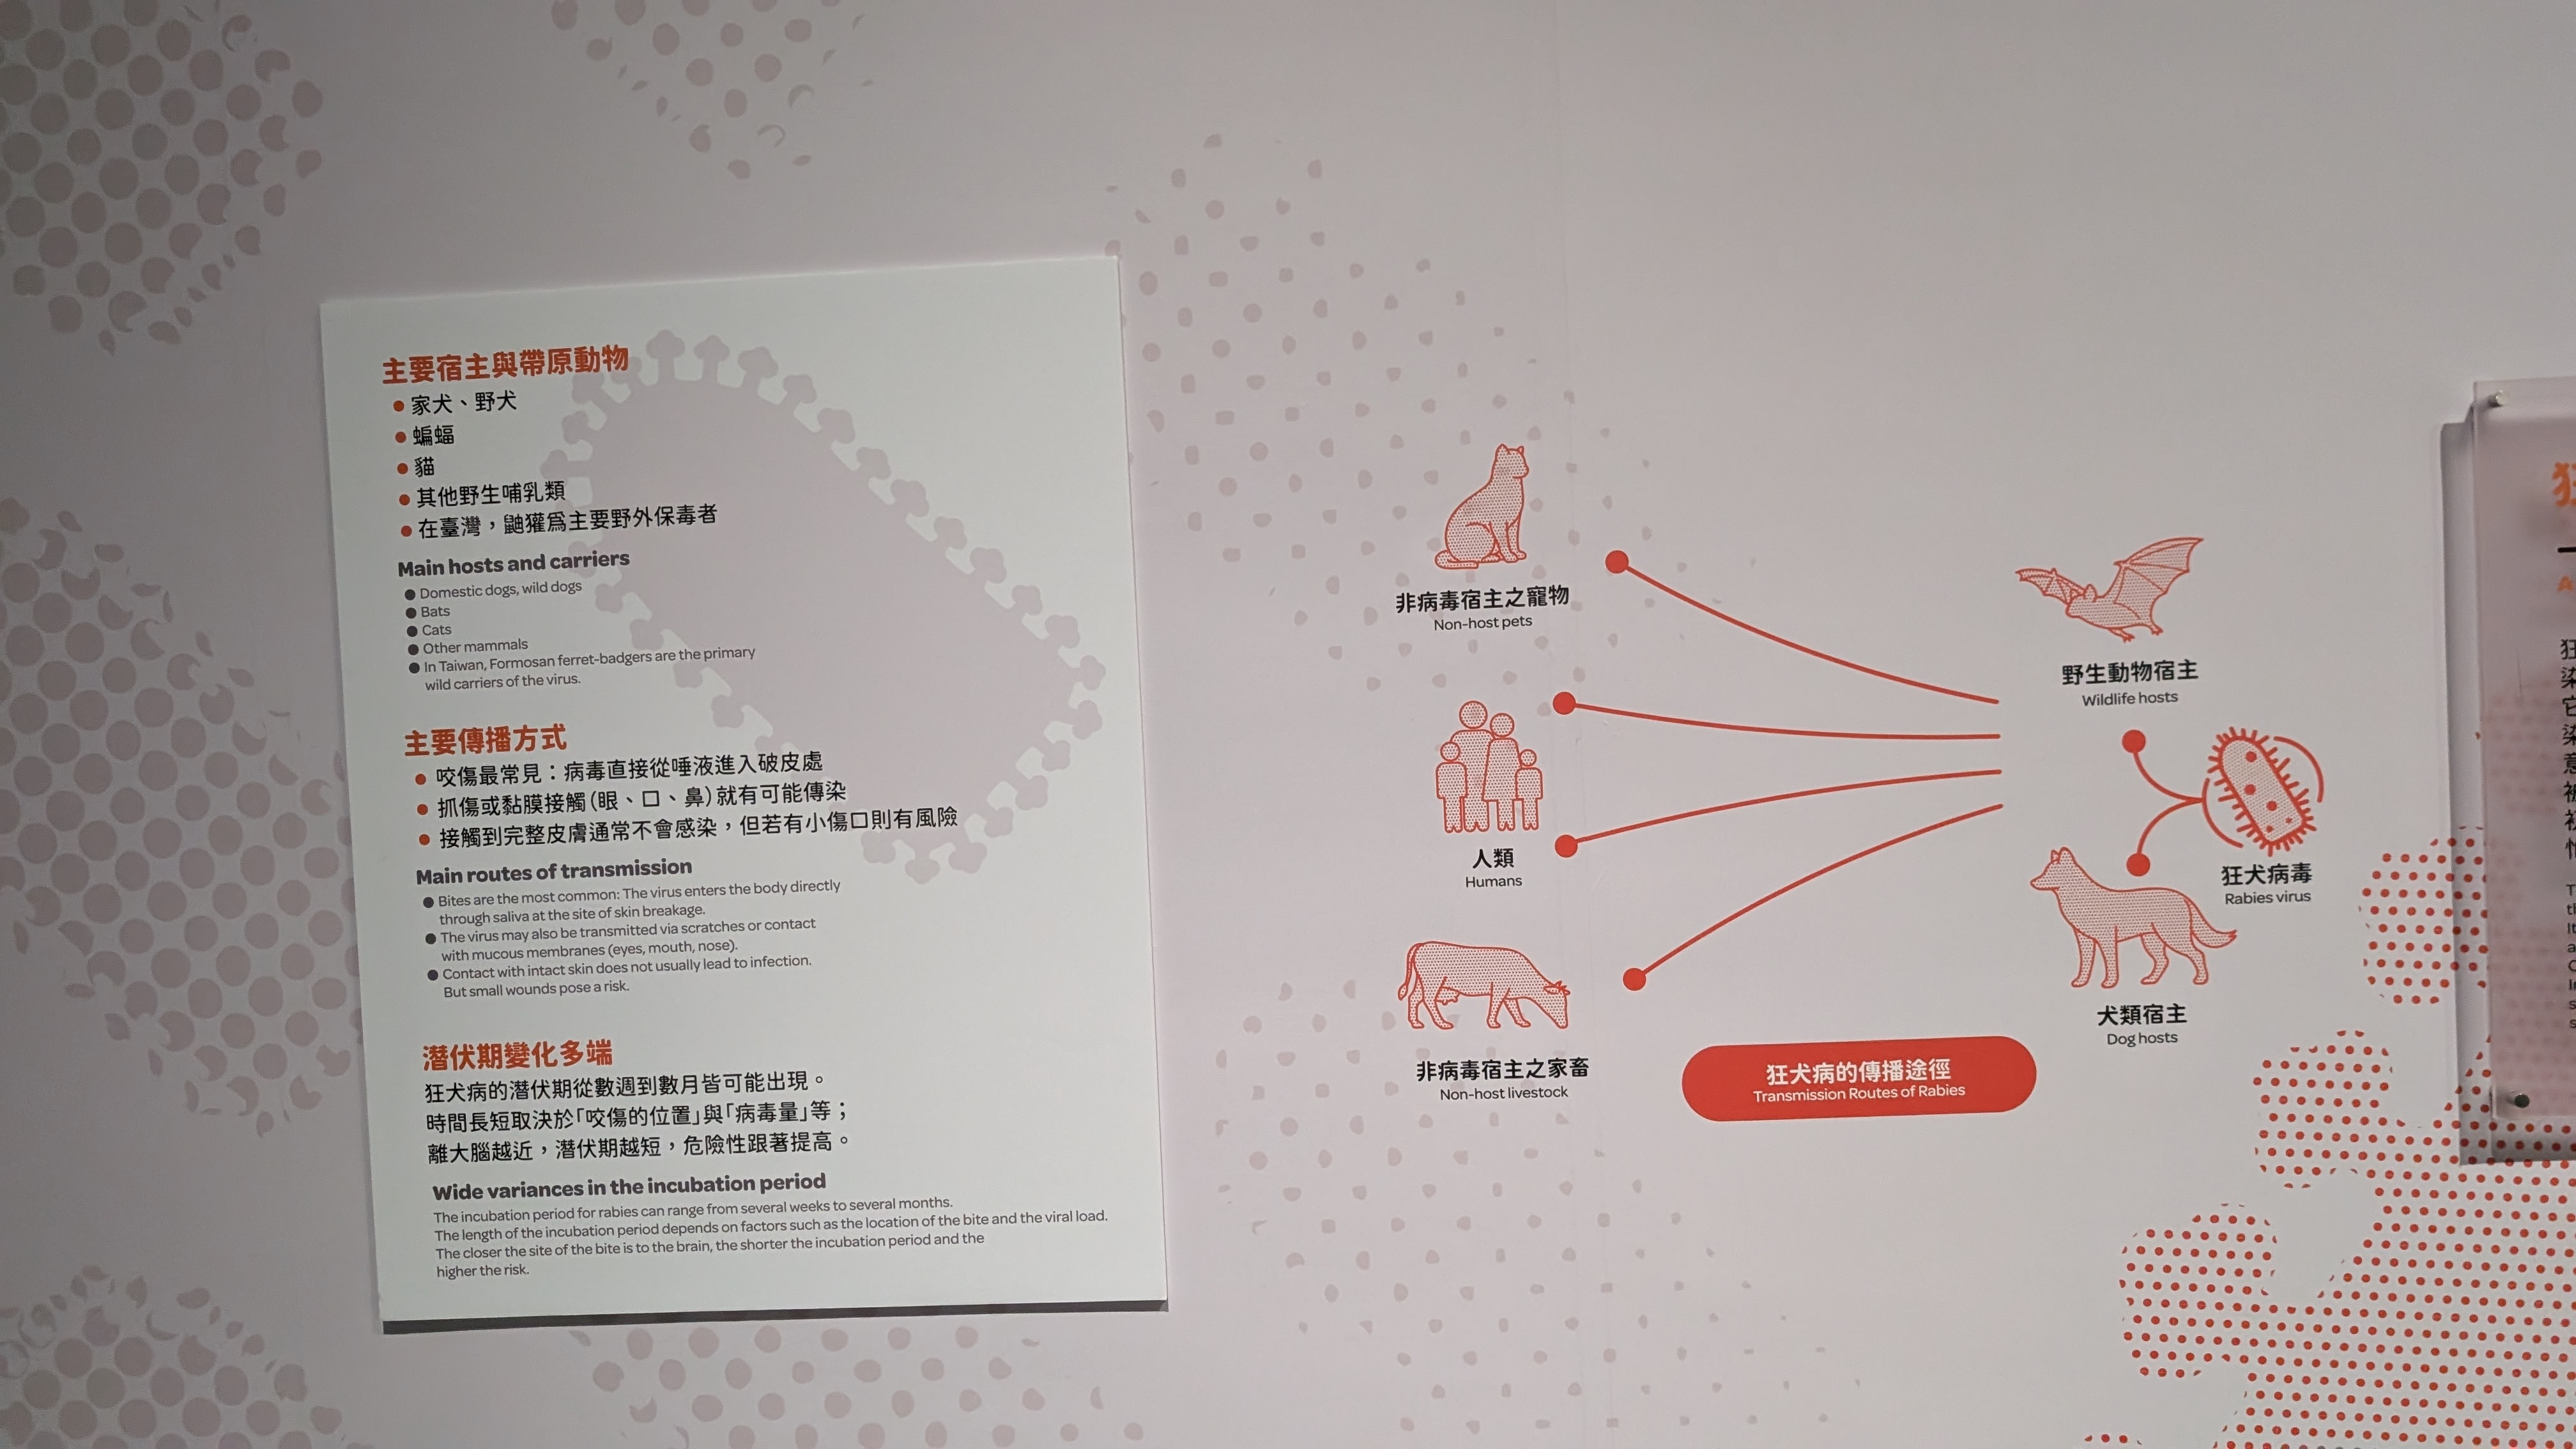 主要宿主與帶原動物
● 家犬、野犬
● 蝙蝠
● 貓
● 其他野生哺乳類
● 在臺灣，鼬獾為主要野外保毒者
Main hosts and carriers
● Domestic dogs, wild dogs
● Bats
● Cats
● Other mammals
● In Taiwan, Formosan ferret-badgers are the primary
wild carriers of the virus.
主要傳播方式
● 咬傷最常見：病毒直接從唾液進入破皮處
● 抓傷或黏膜接觸(眼、口、鼻)就有可能傳染
● 接觸到完整皮膚通常不會感染，但若有小傷口則有風險
Main routes of transmission
● Bites are the most common: The virus enters the body directly
through saliva at the site of skin breakage.
● The virus may also be transmitted via scratches or contact
with mucous membranes (eyes, mouth, nose).
● Contact with intact skin does not usually lead to infection.
But small wounds pose a risk.
潛伏期變化多端
狂犬病的潛伏期從數週到數月皆可能出現。
時間長短取決於「咬傷的位置」與「病毒量」等；
離大腦越近，潛伏期越短，危險性跟著提高。
Wide variances in the incubation period
The incubation period for rabies can range from several weeks to several months.
The length of the incubation period depends on factors such as the location of the bite and the viral load.
The closer the site of the bite is to the brain, the shorter the incubation period and the
higher the risk.
非病毒宿主之寵物
Non-host pets
人類
Humans
非病毒宿主之家畜
Non-host livestock
野生動物宿主
Wildlife hosts
狂犬病毒
Rabies virus
犬類宿主
Dog hosts
狂犬病的傳播途徑
Transmission Routes of Rabies